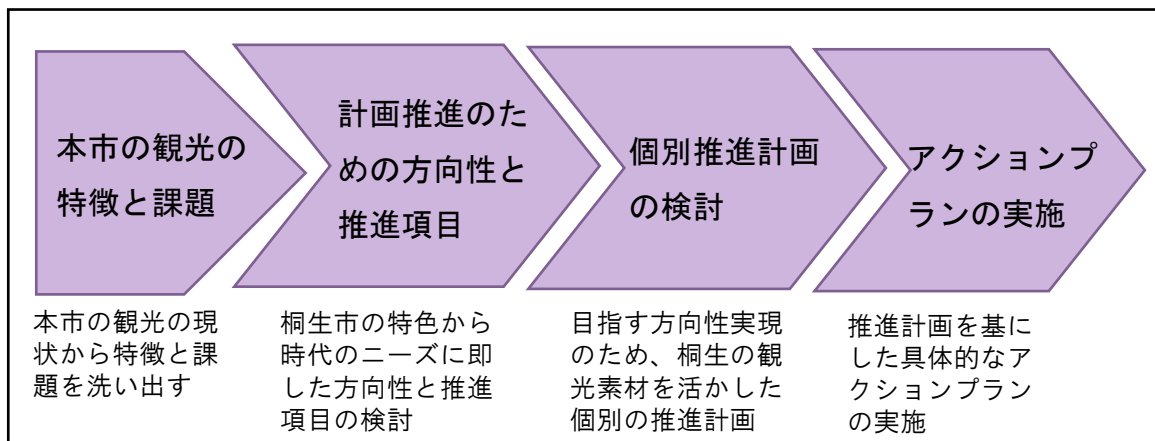 本市の観光の
特徴と課題
計画推進のた
めの方向性と
推進項目
個別推進計画
の検討
アクションプ
ランの実施
本市の観光の現
状から特徴と課
題を洗い出す
桐生市の特色から
時代のニーズに即
した方向性と推進
項目の検討
目指す方向性実現
のため、桐生の観
光素材を活かした
個別の推進計画
推進計画を基に
した具体的なア
クションプラン
の実施